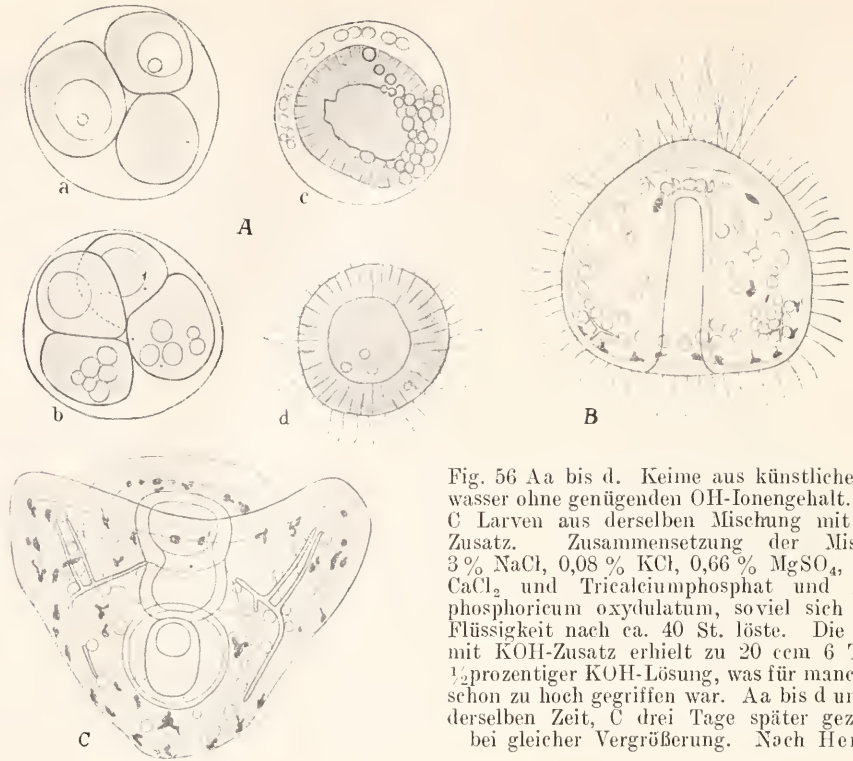 a
c
A
b
d
B
C
Fig. 56 Aa bis d. Keime aus künstliche
wasser ohne genügenden OH-Ionengehalt.
C Larven aus derselben Mischung mit
Zusatz. Zusammensetzung der Mis
3 % NaCl, 0,08 % KCl, 0,66 % MgSO₄,
CaCl₂ und Tricalciumphosphat und
phosphoricum oxydulatum, soviel sich
Flüssigkeit nach ca. 40 St. löste. Die
mit KOH-Zusatz erhielt zu 20 ccm 6 T
½prozentiger KOH-Lösung, was für manc
schon zu hoch gegriffen war. Aa bis d u
derselben Zeit, C drei Tage später gez
bei gleicher Vergrößerung. Nach Her